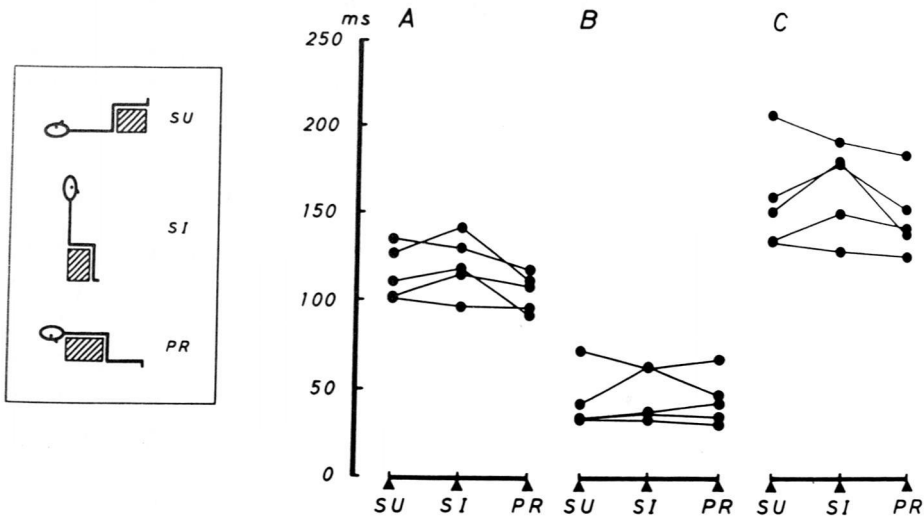 SU
SI
PR
ms A B C
250
200
150
100
50
0
SU SI PR SU SI PR SU SI PR